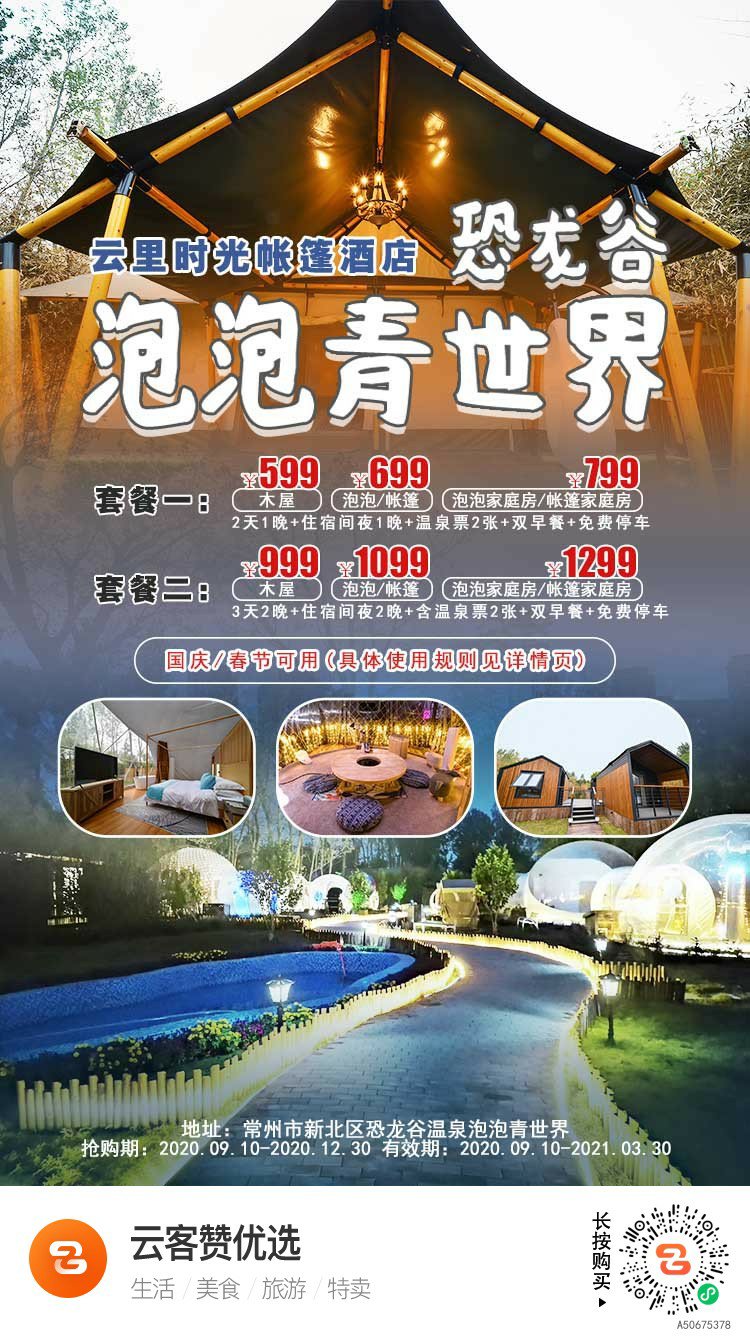 恐龙谷
云里时光帐篷酒店
泡泡青世界
套餐一：
¥599 ¥699 ¥799
木屋 泡泡/帐篷 泡泡家庭房/帐篷家庭房
2天1晚+住宿间夜1晚+温泉票2张+双早餐+免费停车
套餐二：
¥999 ¥1099 ¥1299
木屋 泡泡/帐篷 泡泡家庭房/帐篷家庭房
3天2晚+住宿间夜2晚+含温泉票2张+双早餐+免费停车
国庆/春节可用(具体使用规则见详情页)
地址：常州市新北区恐龙谷温泉泡泡青世界
抢购期：2020.09.10-2020.12.30 有效期：2020.09.10-2021.03.30
云客赞优选
生活/美食/旅游/特卖
长按购买
A50675378